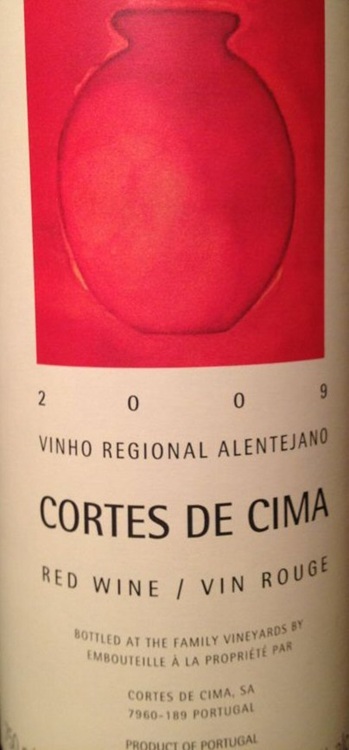 2 0 0 9
VINHO REGIONAL ALENTEJANO
CORTES DE CIMA
RED WINE / VIN ROUGE
BOTTLED AT THE FAMILY VINEYARDS BY
EMBOUTEILLE À LA PROPRIÉTÉ PAR
CORTES DE CIMA, SA
7960-189 PORTUGAL
PRODUCT OF PORTUGAL